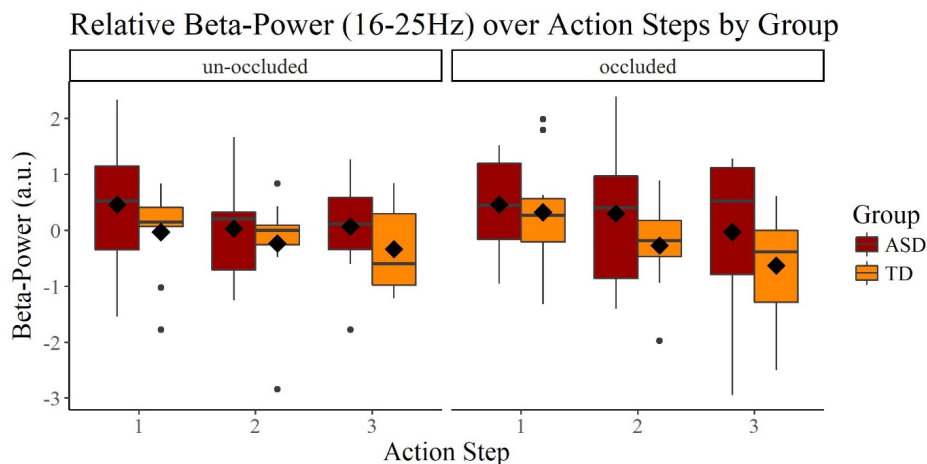 Relative Beta-Power (16-25Hz) over Action Steps by Group
un-occluded
occluded
Beta-Power (a.u.)
2
1
0
-1
-2
-3
1 2 3
1 2 3
Action Step
Group
ASD
TD